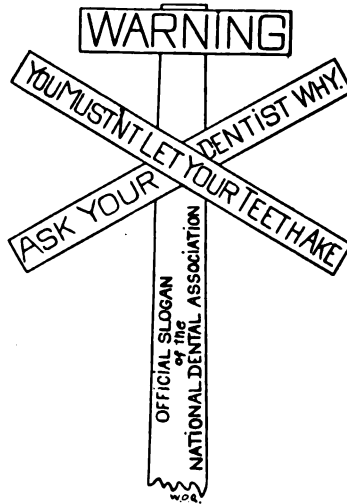 WARNING
YOU MUSTN'T LET YOUR TEETH AKE
ASK YOUR DENTIST WHY.
OFFICIAL SLOGAN
of the
NATIONAL DENTAL ASSOCIATION
W.O.R.